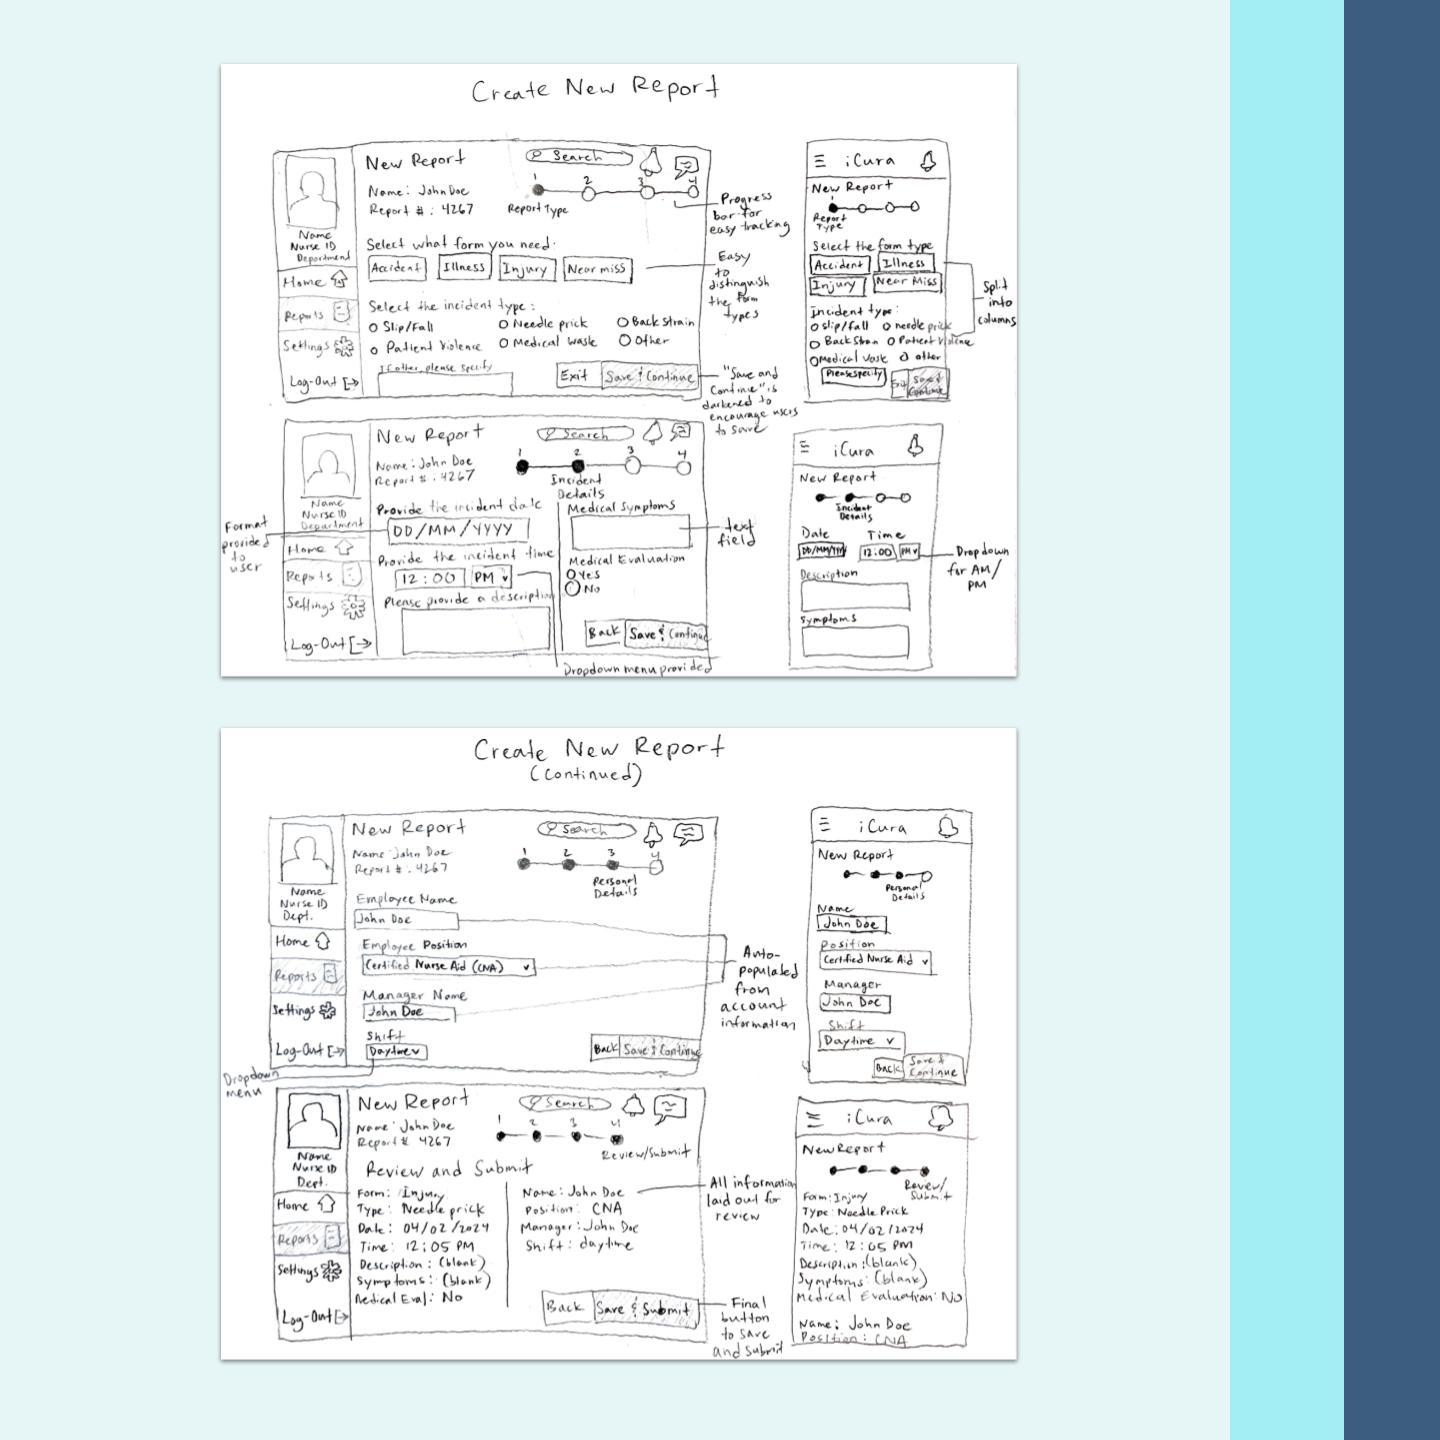 Create New Report
New Report
Search
Name: John Doe
Report #: 4267
1
2
3
4
Report Type
Name
Nurse ID
Department
Home
Reports
Settings
Log-Out
Select what form you need:
Accident
Illness
Injury
Near miss
Select the incident type:
Slip/Fall
Needle prick
Back strain
Patient Violence
Medical waste
Other
If other, please specify
Exit
Save & Continue
Progress
bar for
easy tracking
Easy
to
distinguish
the form
types
"Save and
Continue" is
darkened to
encourage users
to save
iCura
New Report
Report
Type
Select the form type
Accident
Illness
Injury
Near Miss
Incident type:
slip/fall
needle prick
Back Strain
Patient Violence
Medical Waste
other
Please specify
Exit
Save &
Continue
Split
into
columns
New Report
Search
Name: John Doe
Report #: 4267
1
2
3
4
Incident
Details
Name
Nurse ID
Department
Home
Reports
Settings
Log-Out
Provide the incident date
DD/MM/YYYY
Provide the incident time
12:00
PM
Please provide a description
Medical Symptoms
Medical Evaluation
Yes
No
Back
Save & Continue
Format
provided
to
user
text
field
Dropdown menu provided
iCura
New Report
Incident
Details
Date
Time
DD/MM/YYYY
12:00
PM
Description
Symptoms
Dropdown
for AM/
PM
Create New Report
(Continued)
New Report
Search
Name: John Doe
Report #: 4267
1
2
3
4
Personal
Details
Name
Nurse ID
Dept.
Home
Reports
Settings
Log-Out
Employee Name
John Doe
Employee Position
Certified Nurse Aid (CNA)
Manager Name
John Doe
Shift
Daytime
Back
Save & Continue
Dropdown
menu
Auto-
populated
from
account
information
iCura
New Report
Personal
Details
Name
John Doe
Position
Certified Nurse Aid
Manager
John Doe
Shift
Daytime
Back
Save &
Continue
New Report
Search
Name: John Doe
Report # 4267
1
2
3
4
Review/Submit
Name
Nurse ID
Dept.
Home
Reports
Settings
Log-Out
Review and Submit
Form: Injury
Type: Needle prick
Date: 04/02/2024
Time: 12:05 PM
Description: (blank)
Symptoms: (blank)
Medical Eval: No
Name: John Doe
Position: CNA
Manager: John Doe
Shift: daytime
Back
Save & Submit
All information
laid out for
review
Final
button
to save
and submit
iCura
New Report
Review/
Submit
Form: Injury
Type: Needle Prick
Date: 04/02/2024
Time: 12:05 PM
Description: (blank)
Symptoms: (blank)
Medical Evaluation: No
Name: John Doe
Position: CNA